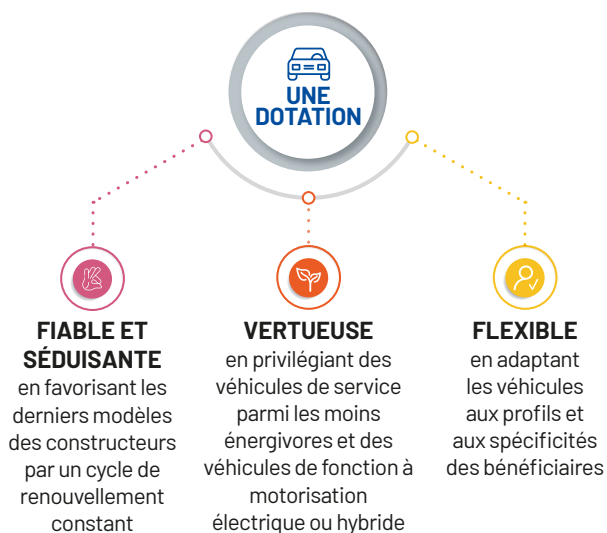 UNE
DOTATION
FIABLE ET
SÉDUISANTE
en favorisant les
derniers modèles
des constructeurs
par un cycle de
renouvellement
constant
VERTUEUSE
en privilégiant des
véhicules de service
parmi les moins
énergivores et des
véhicules de fonction à
motorisation
électrique ou hybride
FLEXIBLE
en adaptant
les véhicules
aux profils et
aux spécificités
des bénéficiaires